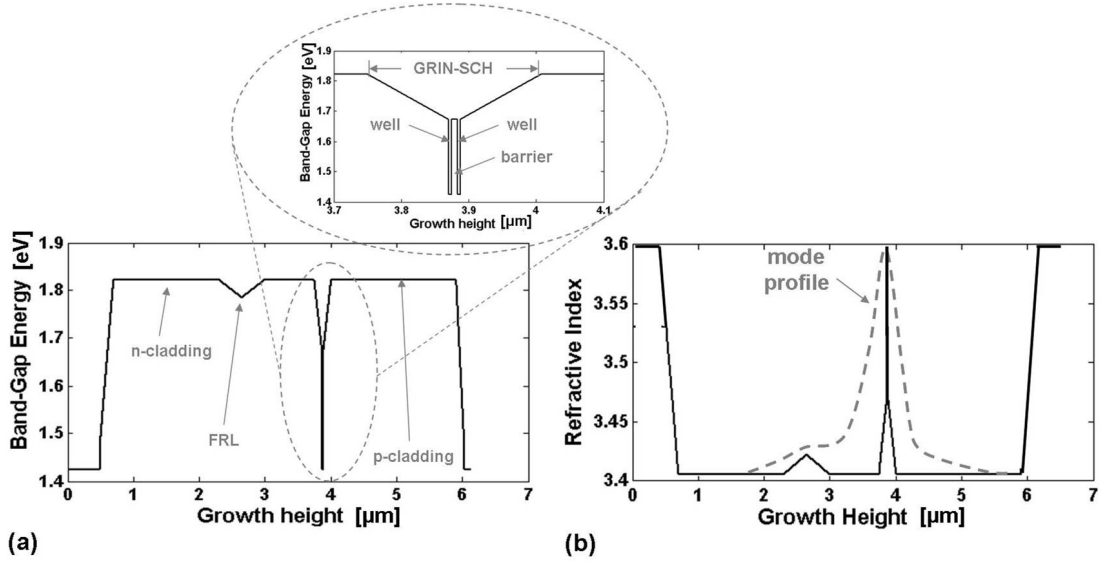 1.9
1.8
1.7
1.6
1.5
1.4
Band-Gap Energy [eV]
GRIN-SCH
well
well
barrier
3.7
3.8
3.9
4
4.1
Growth height [µm]
1.9
1.8
1.7
1.6
1.5
1.4
Band-Gap Energy [eV]
n-cladding
FRL
p-cladding
0
1
2
3
4
5
6
7
Growth height [µm]
(a)
3.6
3.55
3.5
3.45
3.4
Refractive Index
mode
profile
1
2
3
4
5
6
7
Growth Height [µm]
(b)